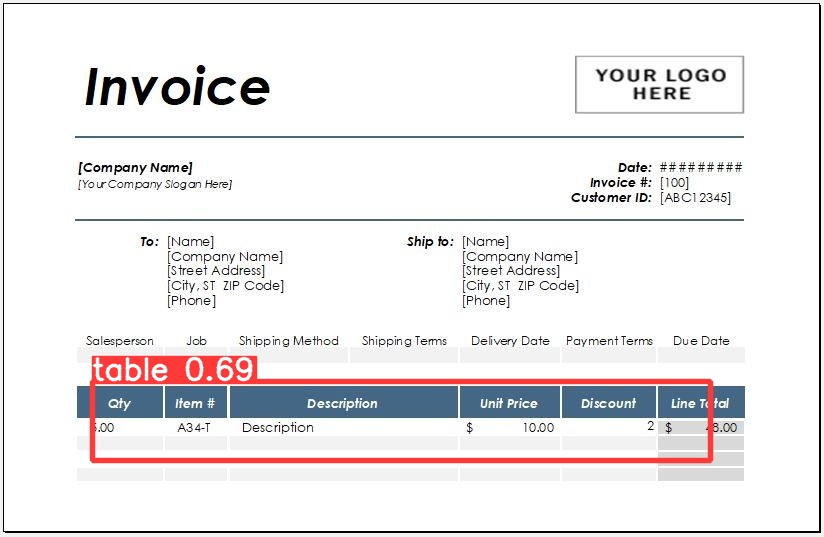 Invoice
YOUR LOGO
HERE
[Company Name]
[Your Company Slogan Here]
Date: #########
Invoice #: [100]
Customer ID: [ABC12345]
To: [Name]
[Company Name]
[Street Address]
[City, ST ZIP Code]
[Phone]
Ship to: [Name]
[Company Name]
[Street Address]
[City, ST ZIP Code]
[Phone]
Salesperson Job Shipping Method Shipping Terms Delivery Date Payment Terms Due Date
table 0.69
Qty Item # Description Unit Price Discount Line Total
5.00 A34-T Description $ 10.00 2 $ 48.00